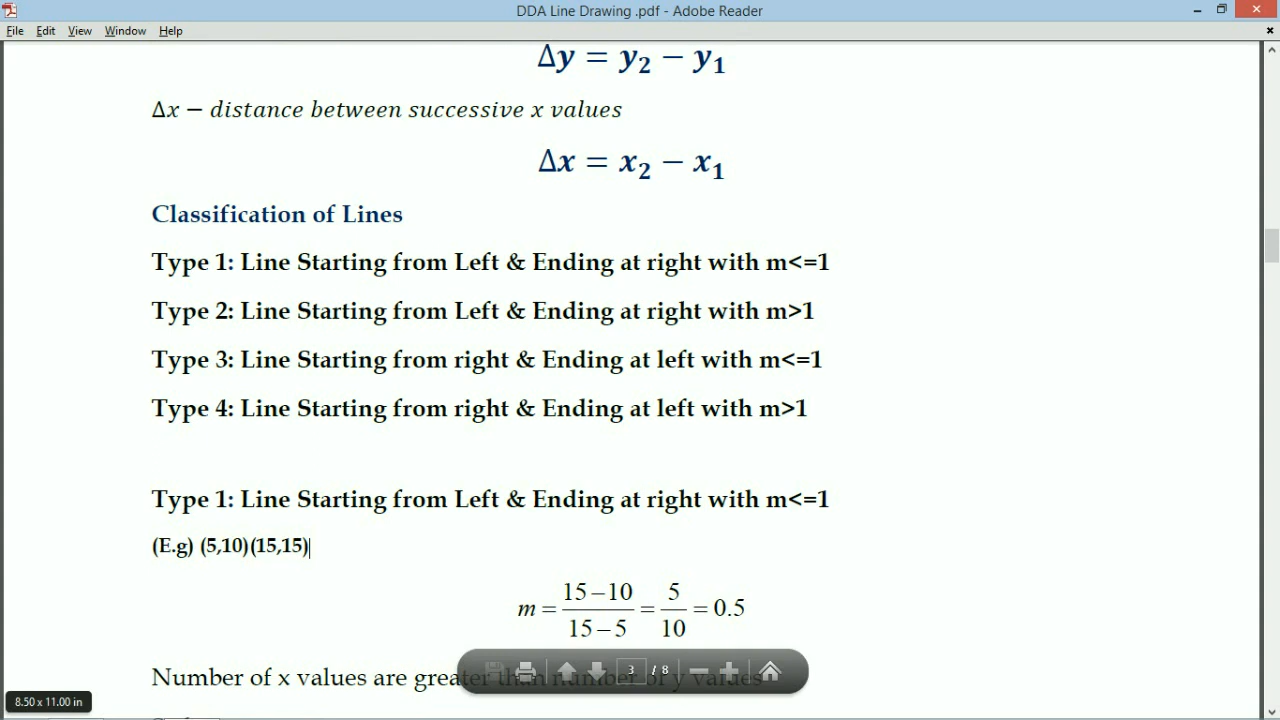 DDA Line Drawing .pdf - Adobe Reader
File Edit View Window Help
Δy = y₂ − y₁
Δx − distance between successive x values
Δx = x₂ − x₁
Classification of Lines
Type 1: Line Starting from Left & Ending at right with m<=1
Type 2: Line Starting from Left & Ending at right with m>1
Type 3: Line Starting from right & Ending at left with m<=1
Type 4: Line Starting from right & Ending at left with m>1
Type 1: Line Starting from Left & Ending at right with m<=1
(E.g) (5,10)(15,15)
m = (15 − 10)/(15 − 5) = 5/10 = 0.5
Number of x values are greater than number of y values
3 / 8
8.50 x 11.00 in